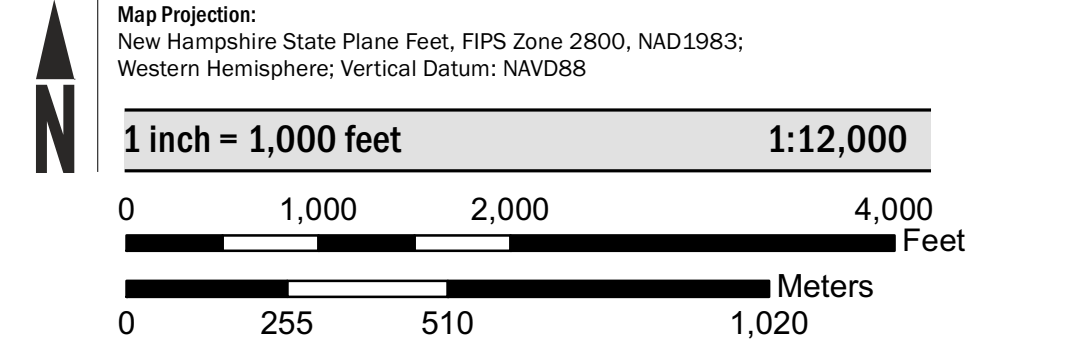 N
Map Projection:
New Hampshire State Plane Feet, FIPS Zone 2800, NAD1983;
Western Hemisphere; Vertical Datum: NAVD88
1 inch = 1,000 feet 1:12,000
0 1,000 2,000 4,000
Feet
Meters
0 255 510 1,020